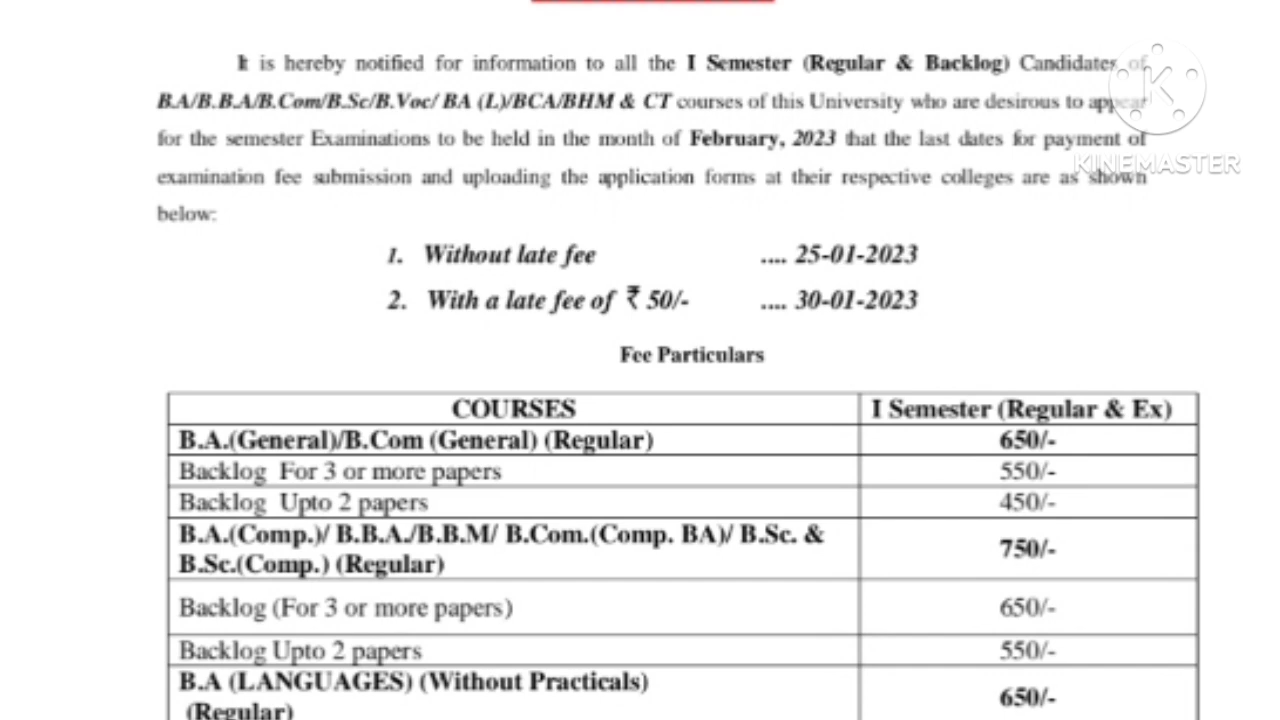 It is hereby notified for information to all the I Semester (Regular & Backlog) Candidates of
B.A/B.B.A/B.Com/B.Sc/B.Voc/ BA (L)/BCA/BHM & CT courses of this University who are desirous to appear
for the semester Examinations to be held in the month of February, 2023 that the last dates for payment of
examination fee submission and uploading the application forms at their respective colleges are as shown
below:
1. Without late fee .... 25-01-2023
2. With a late fee of ₹ 50/- .... 30-01-2023
Fee Particulars
COURSES I Semester (Regular & Ex)
B.A.(General)/B.Com (General) (Regular) 650/-
Backlog For 3 or more papers 550/-
Backlog Upto 2 papers 450/-
B.A.(Comp.)/ B.B.A./B.B.M/ B.Com.(Comp. BA)/ B.Sc. &
B.Sc.(Comp.) (Regular) 750/-
Backlog (For 3 or more papers) 650/-
Backlog Upto 2 papers 550/-
B.A (LANGUAGES) (Without Practicals)
(Regular) 650/-
K
KINEMASTER